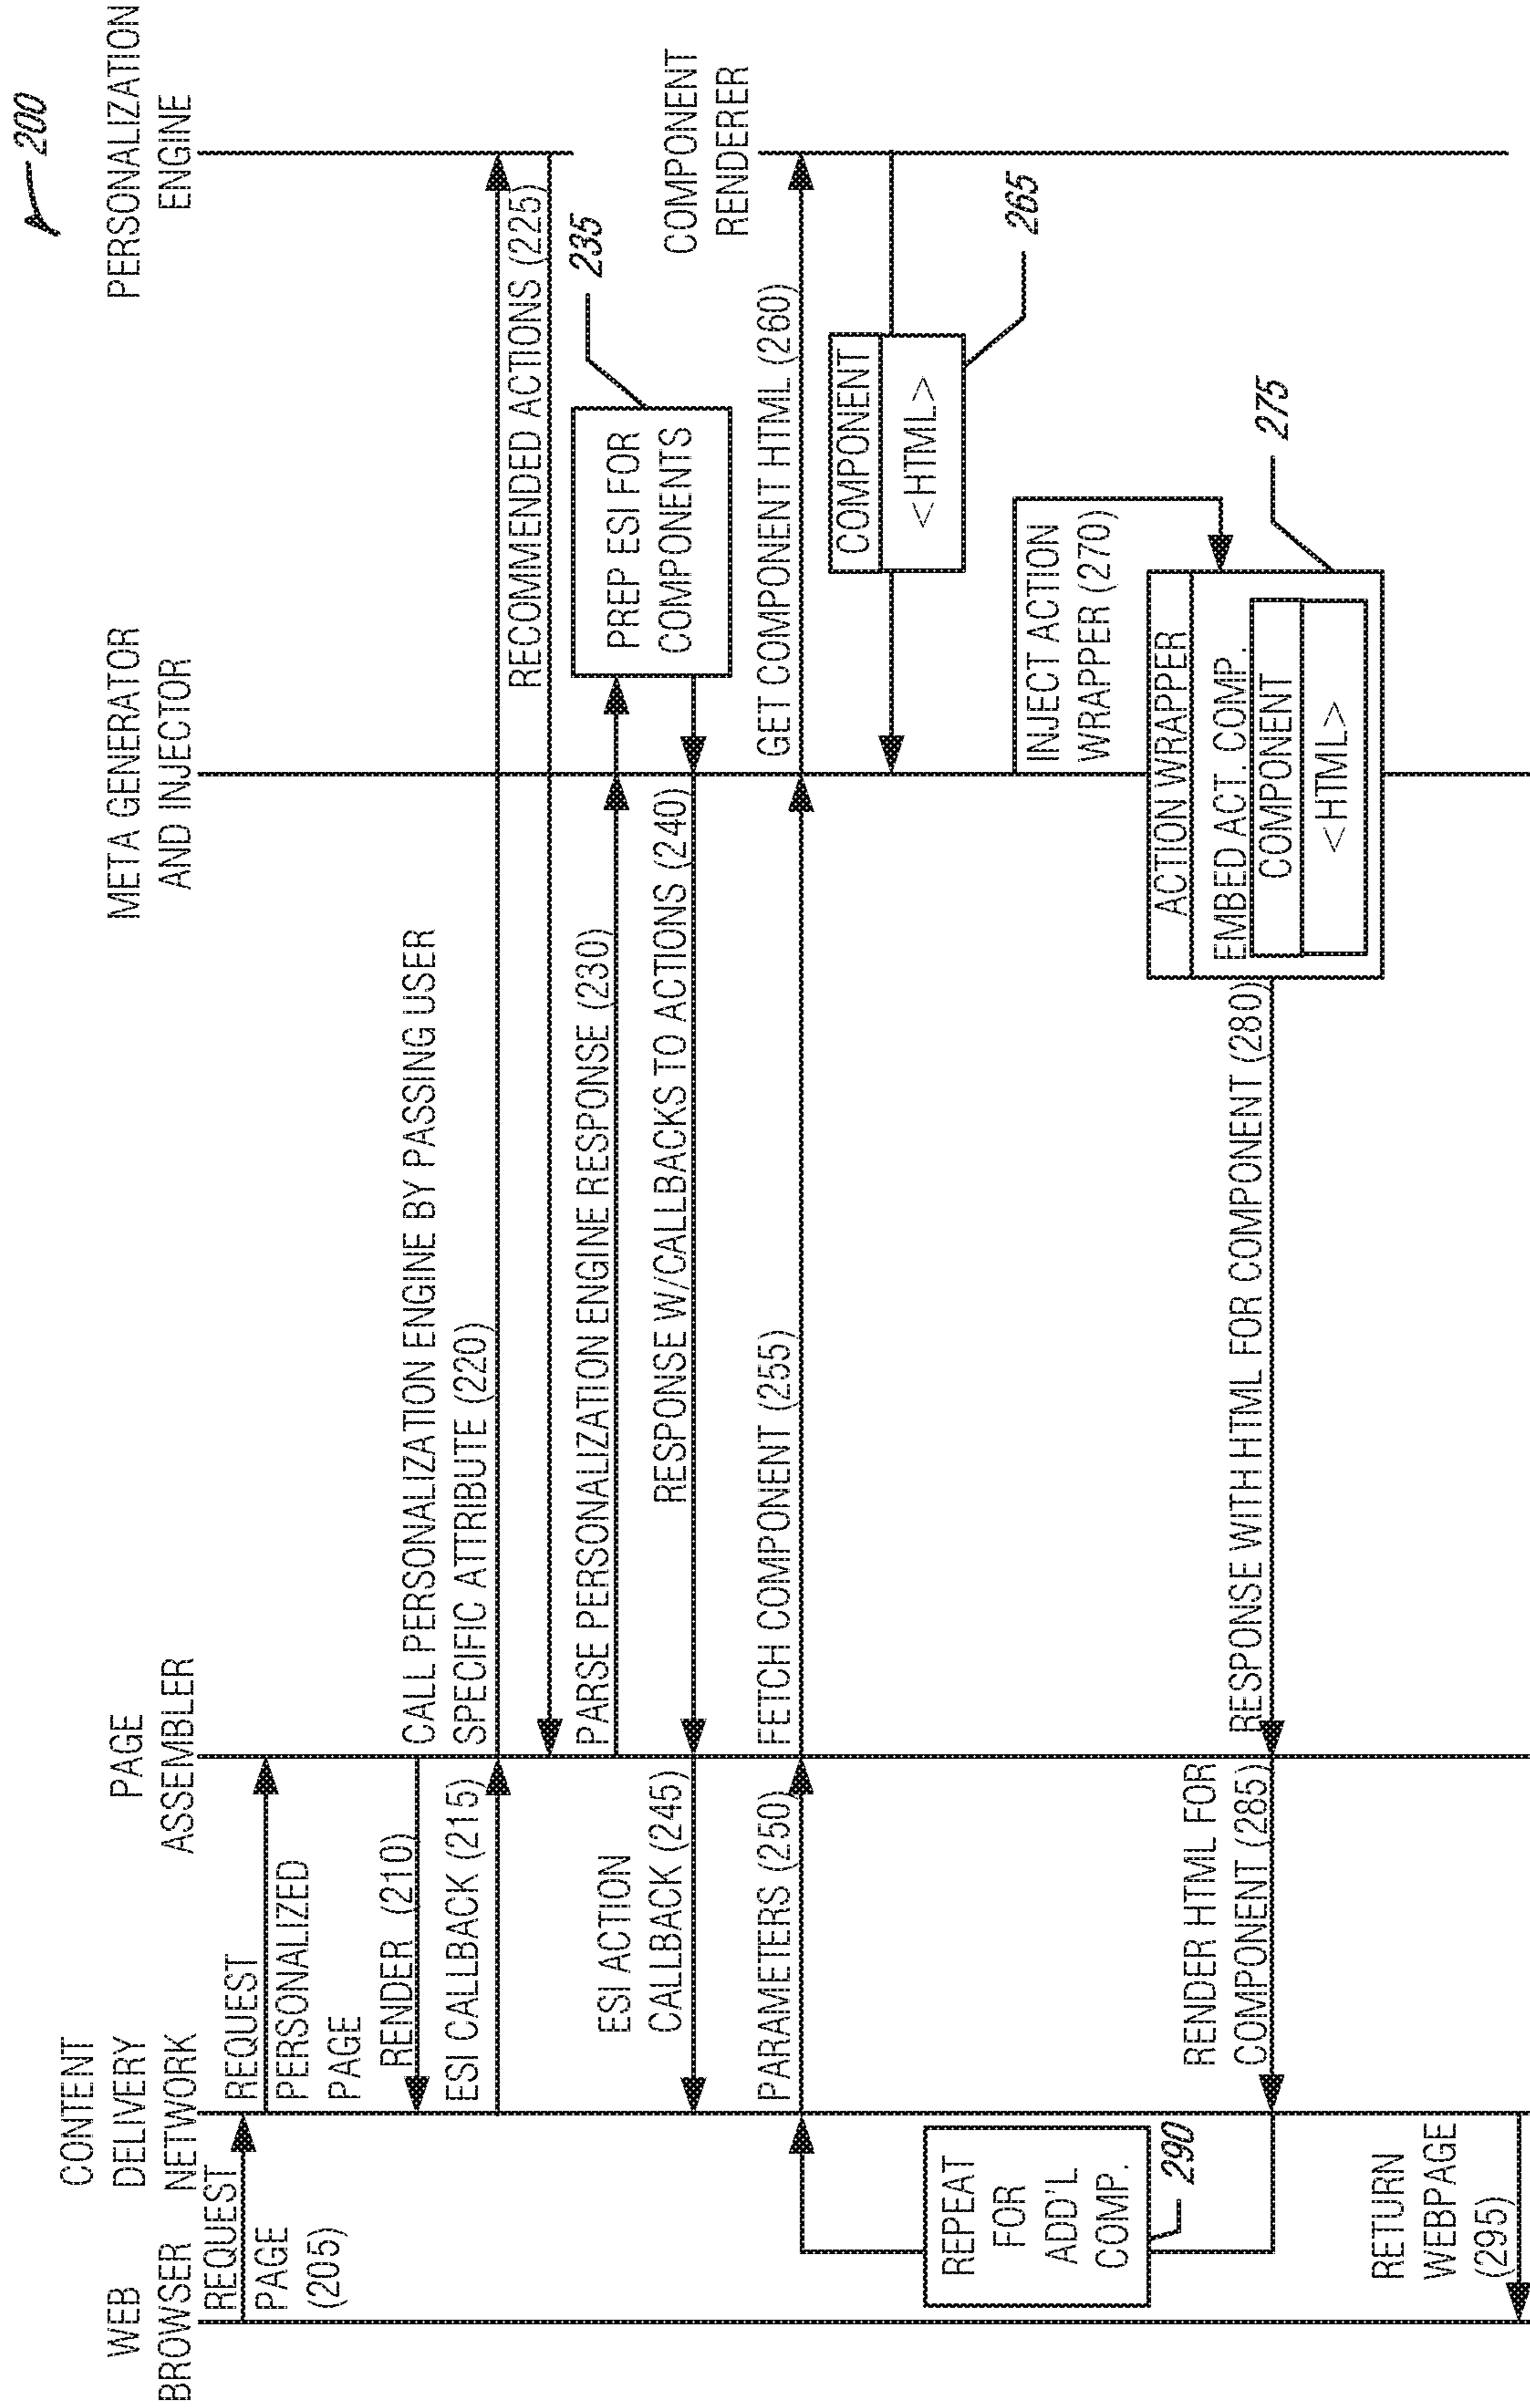 200
WEB
BROWSER
CONTENT
DELIVERY
NETWORK
PAGE
ASSEMBLER
META GENERATOR
AND INJECTOR
PERSONALIZATION
ENGINE
REQUEST
PAGE
(205)
REQUEST
PERSONALIZED
PAGE
RENDER (210)
ESI CALLBACK (215)
CALL PERSONALIZATION ENGINE BY PASSING USER
SPECIFIC ATTRIBUTE (220)
RECOMMENDED ACTIONS (225)
PARSE PERSONALIZATION ENGINE RESPONSE (230)
PREP ESI FOR
COMPONENTS
235
RESPONSE W/CALLBACKS TO ACTIONS (240)
ESI ACTION
CALLBACK (245)
COMPONENT
RENDERER
PARAMETERS (250)
FETCH COMPONENT (255)
GET COMPONENT HTML (260)
COMPONENT
<HTML>
265
INJECT ACTION
WRAPPER (270)
ACTION WRAPPER
EMBED ACT. COMP.
COMPONENT
<HTML>
275
RESPONSE WITH HTML FOR COMPONENT (280)
RENDER HTML FOR
COMPONENT (285)
REPEAT
FOR
ADD'L
COMP.
290
RETURN
WEBPAGE
(295)